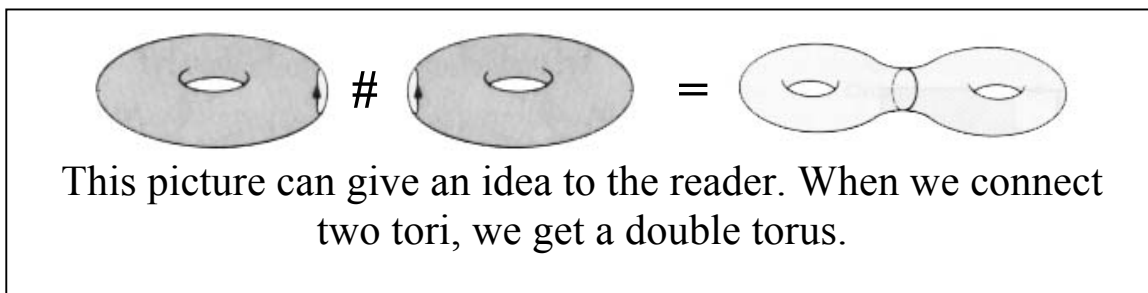 # =
This picture can give an idea to the reader. When we connect
two tori, we get a double torus.